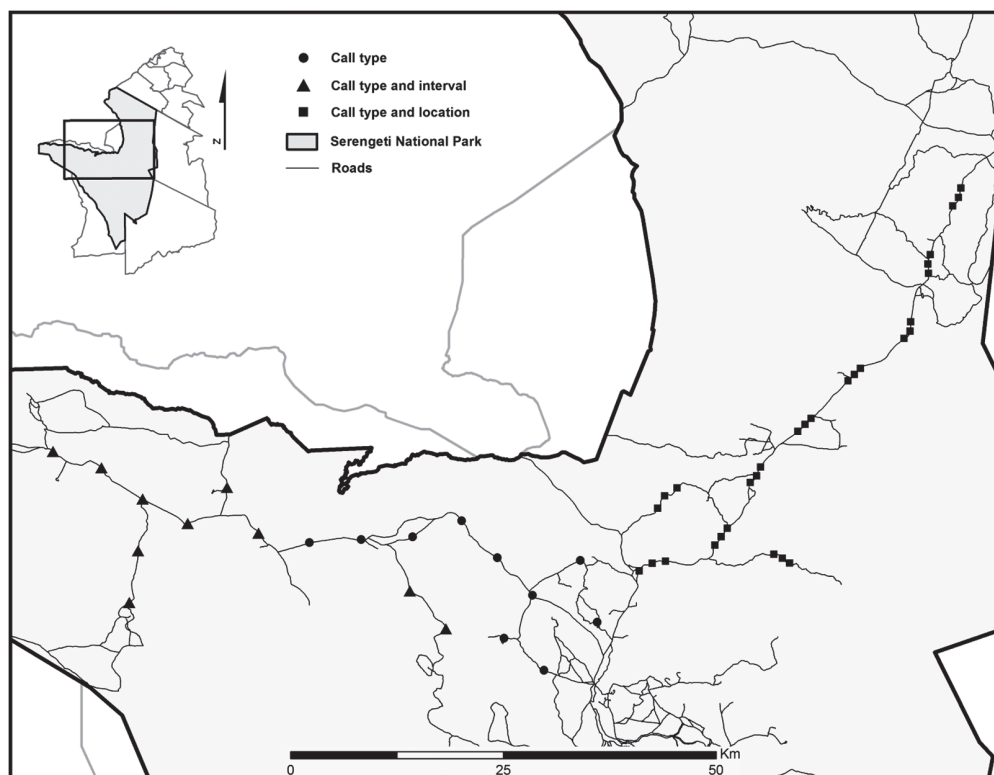 Call type
Call type and interval
Call type and location
Serengeti National Park
Roads
N
Km
0 25 50